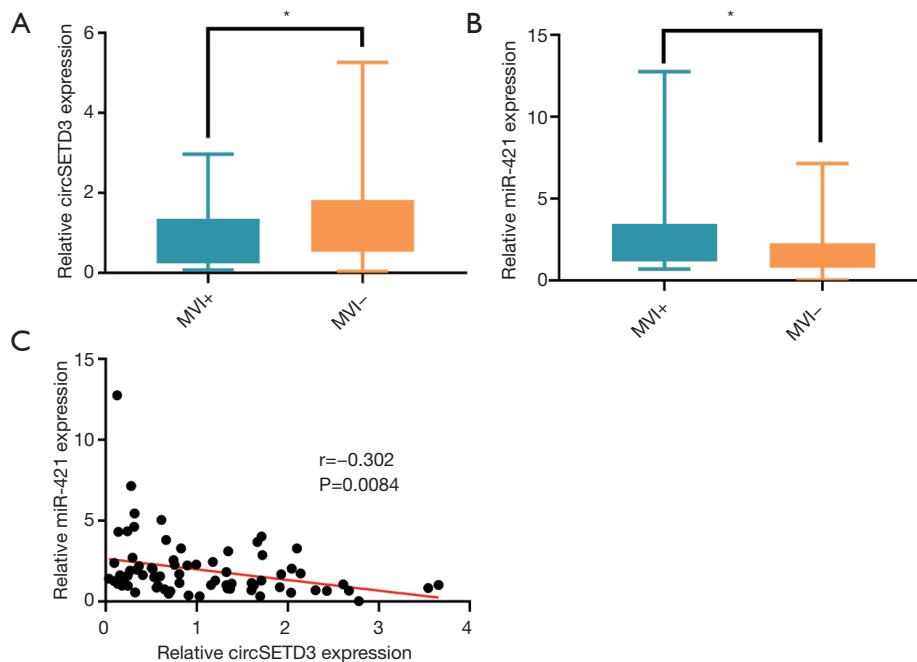 A
Relative circSETD3 expression
6
4
2
0
*
MVI+
MVI−
B
Relative miR-421 expression
15
10
5
0
*
MVI+
MVI−
C
Relative miR-421 expression
15
10
5
0
r=−0.302
P=0.0084
0
1
2
3
4
Relative circSETD3 expression